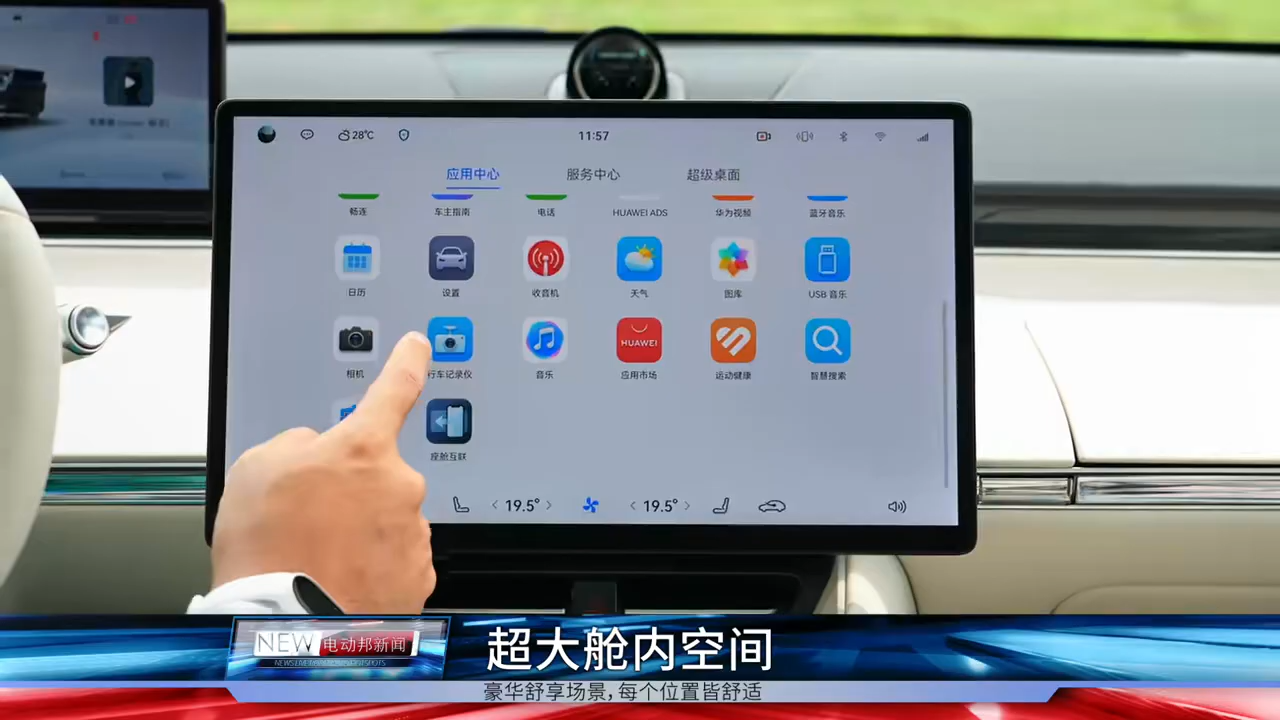 28℃
11:57
应用中心 服务中心 超级桌面
畅连 车主指南 电话 HUAWEI ADS 华为视频 蓝牙音乐
日历 设置 收音机 天气 图库 USB 音乐
HUAWEI
相机 行车记录仪 音乐 应用市场 运动健康 智慧搜索
座舱互联
19.5° 19.5°
NEW 电动邦新闻
超大舱内空间
豪华舒享场景,每个位置皆舒适